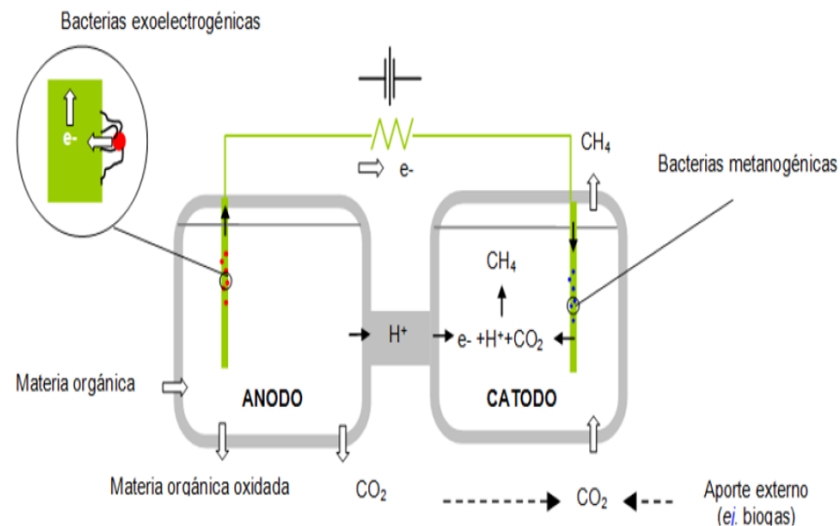 Bacterias exoelectrogénicas
e-
e-
CH4
Bacterias metanogénicas
CH4
H+
e- +H++CO2
Materia orgánica
ANODO
CATODO
Materia orgánica oxidada
CO2
CO2
Aporte externo
(ej. biogas)